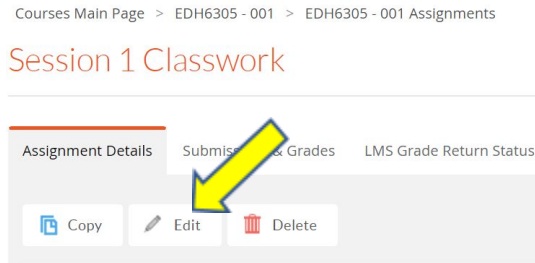 Courses Main Page > EDH6305 - 001 > EDH6305 - 001 Assignments
Session 1 Classwork
Assignment Details Submiss & Grades LMS Grade Return Status
Copy Edit Delete